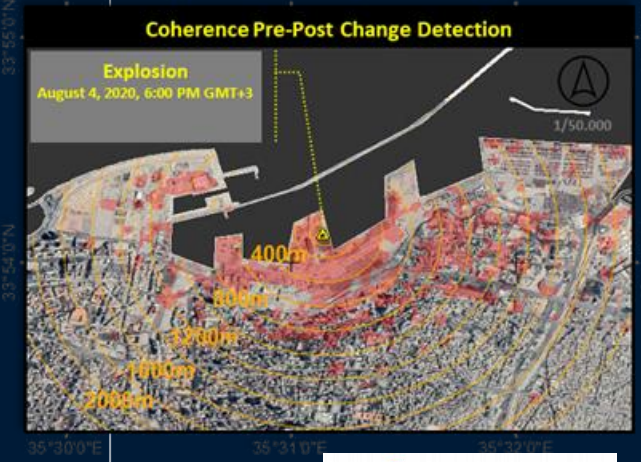 Coherence Pre-Post Change Detection
33°55'0"N
Explosion
August 4, 2020, 6:00 PM GMT+3
1/50.000
33°54'0"N
400m
800m
1200m
1600m
2000m
35°30'0"E
35°31'0"E
35°32'0"E